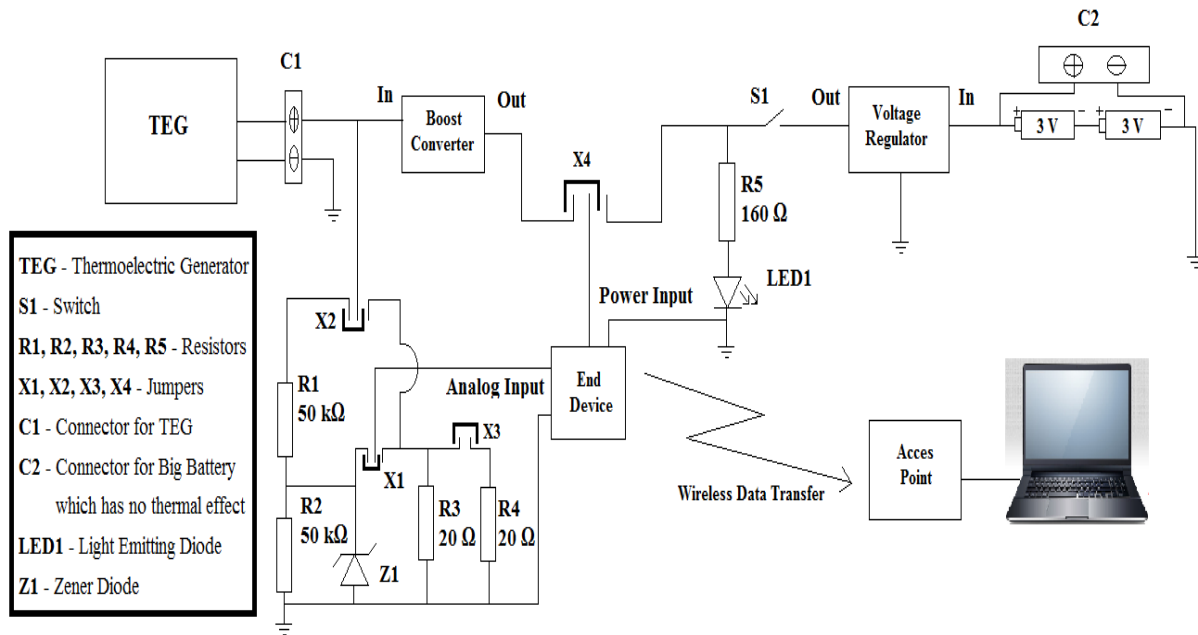 C2
C1
TEG
In
Out
Boost
Converter
X4
S1
Out
Voltage
Regulator
In
+
-
+
-
3 V
3 V
R5
160 Ω
LED1
Power Input
TEG - Thermoelectric Generator
S1 - Switch
R1, R2, R3, R4, R5 - Resistors
X1, X2, X3, X4 - Jumpers
C1 - Connector for TEG
C2 - Connector for Big Battery
which has no thermal effect
LED1 - Light Emitting Diode
Z1 - Zener Diode
X2
R1
50 kΩ
Analog Input
End
Device
X3
X1
R2
50 kΩ
R3
20 Ω
R4
20 Ω
Z1
Wireless Data Transfer
Acces
Point